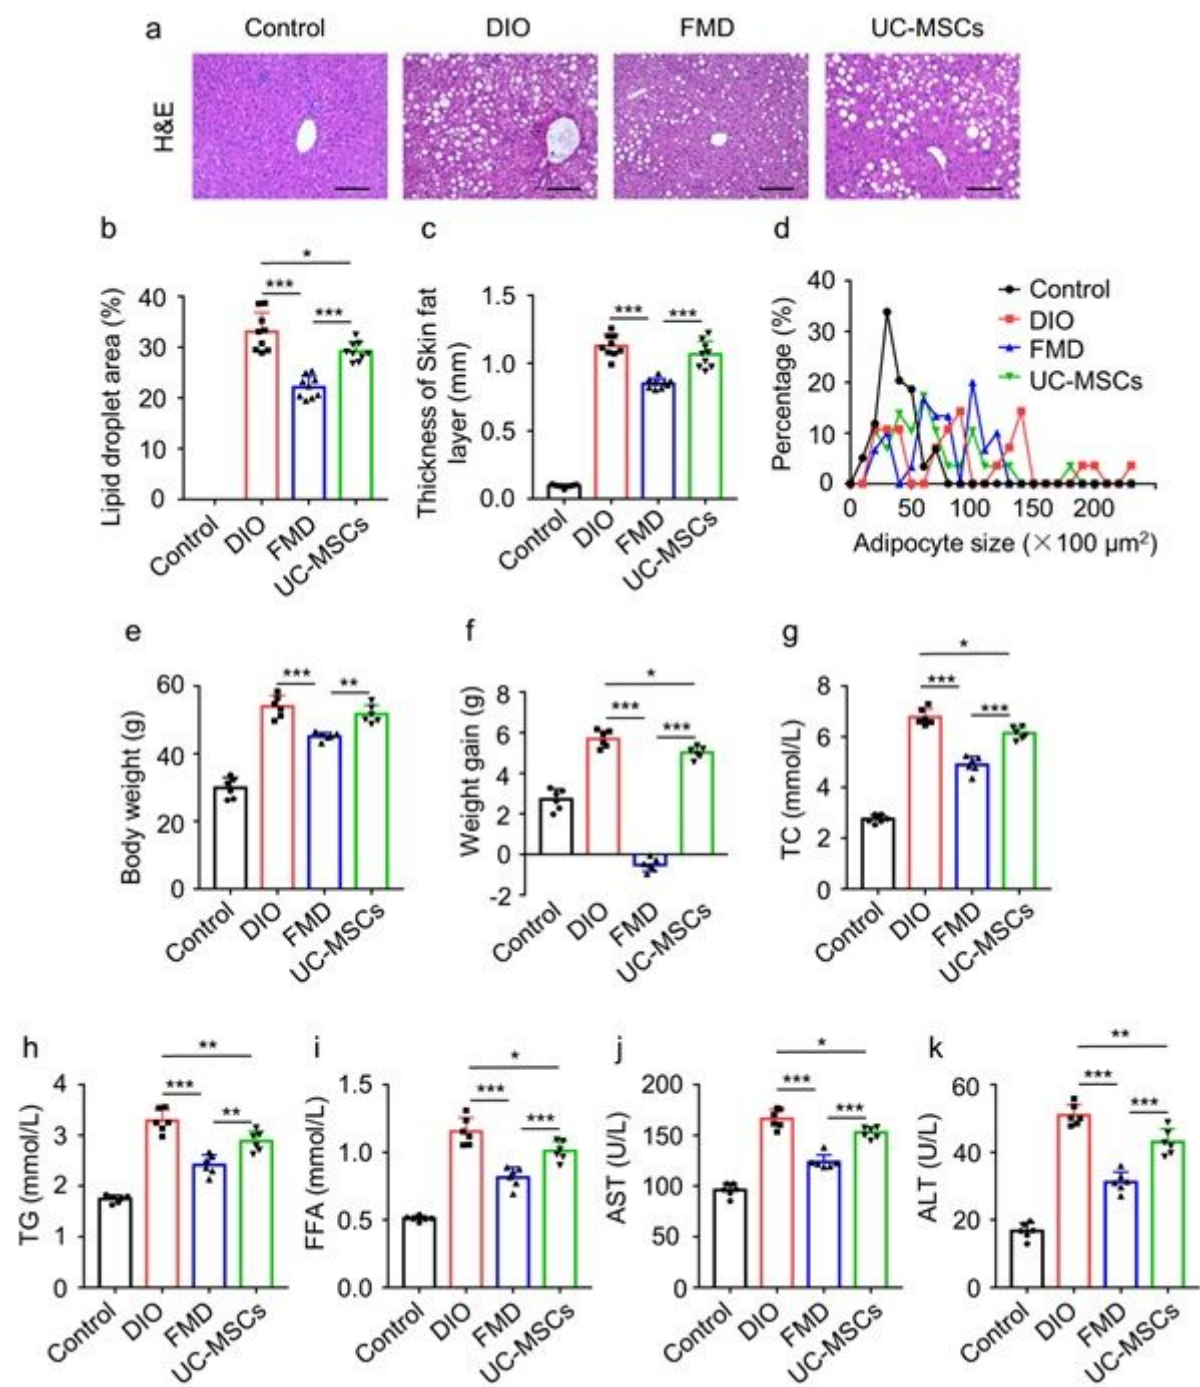 a
Control
DIO
FMD
UC-MSCs
H&E
b
Lipid droplet area (%)
40
30
20
10
0
*
***
***
Control
DIO
FMD
UC-MSCs
c
Thickness of Skin fat
layer (mm)
1.5
1.0
0.5
0.0
***
***
Control
DIO
FMD
UC-MSCs
d
Percentage (%)
40
30
20
10
0
Control
DIO
FMD
UC-MSCs
0
50
100
150
200
Adipocyte size (×100 μm²)
e
Body weight (g)
60
40
20
0
***
**
Control
DIO
FMD
UC-MSCs
f
Weight gain (g)
8
6
4
2
0
-2
*
***
***
Control
DIO
FMD
UC-MSCs
g
TC (mmol/L)
8
6
4
2
0
*
***
***
Control
DIO
FMD
UC-MSCs
h
TG (mmol/L)
4
3
2
1
0
**
***
**
Control
DIO
FMD
UC-MSCs
i
FFA (mmol/L)
1.5
1.0
0.5
0.0
*
***
***
Control
DIO
FMD
UC-MSCs
j
AST (U/L)
200
150
100
50
0
*
***
***
Control
DIO
FMD
UC-MSCs
k
ALT (U/L)
60
40
20
0
**
***
***
Control
DIO
FMD
UC-MSCs